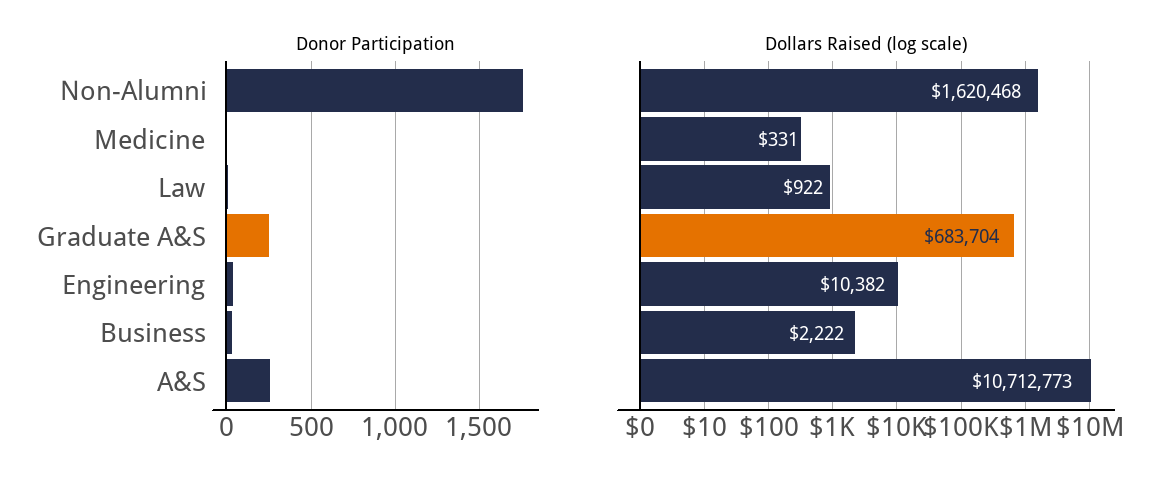 Donor Participation
Dollars Raised (log scale)
Non-Alumni
$1,620,468
Medicine
$331
Law
$922
Graduate A&S
$683,704
Engineering
$10,382
Business
$2,222
A&S
$10,712,773
0 500 1,000 1,500
$0 $10 $100 $1K $10K $100K $1M $10M